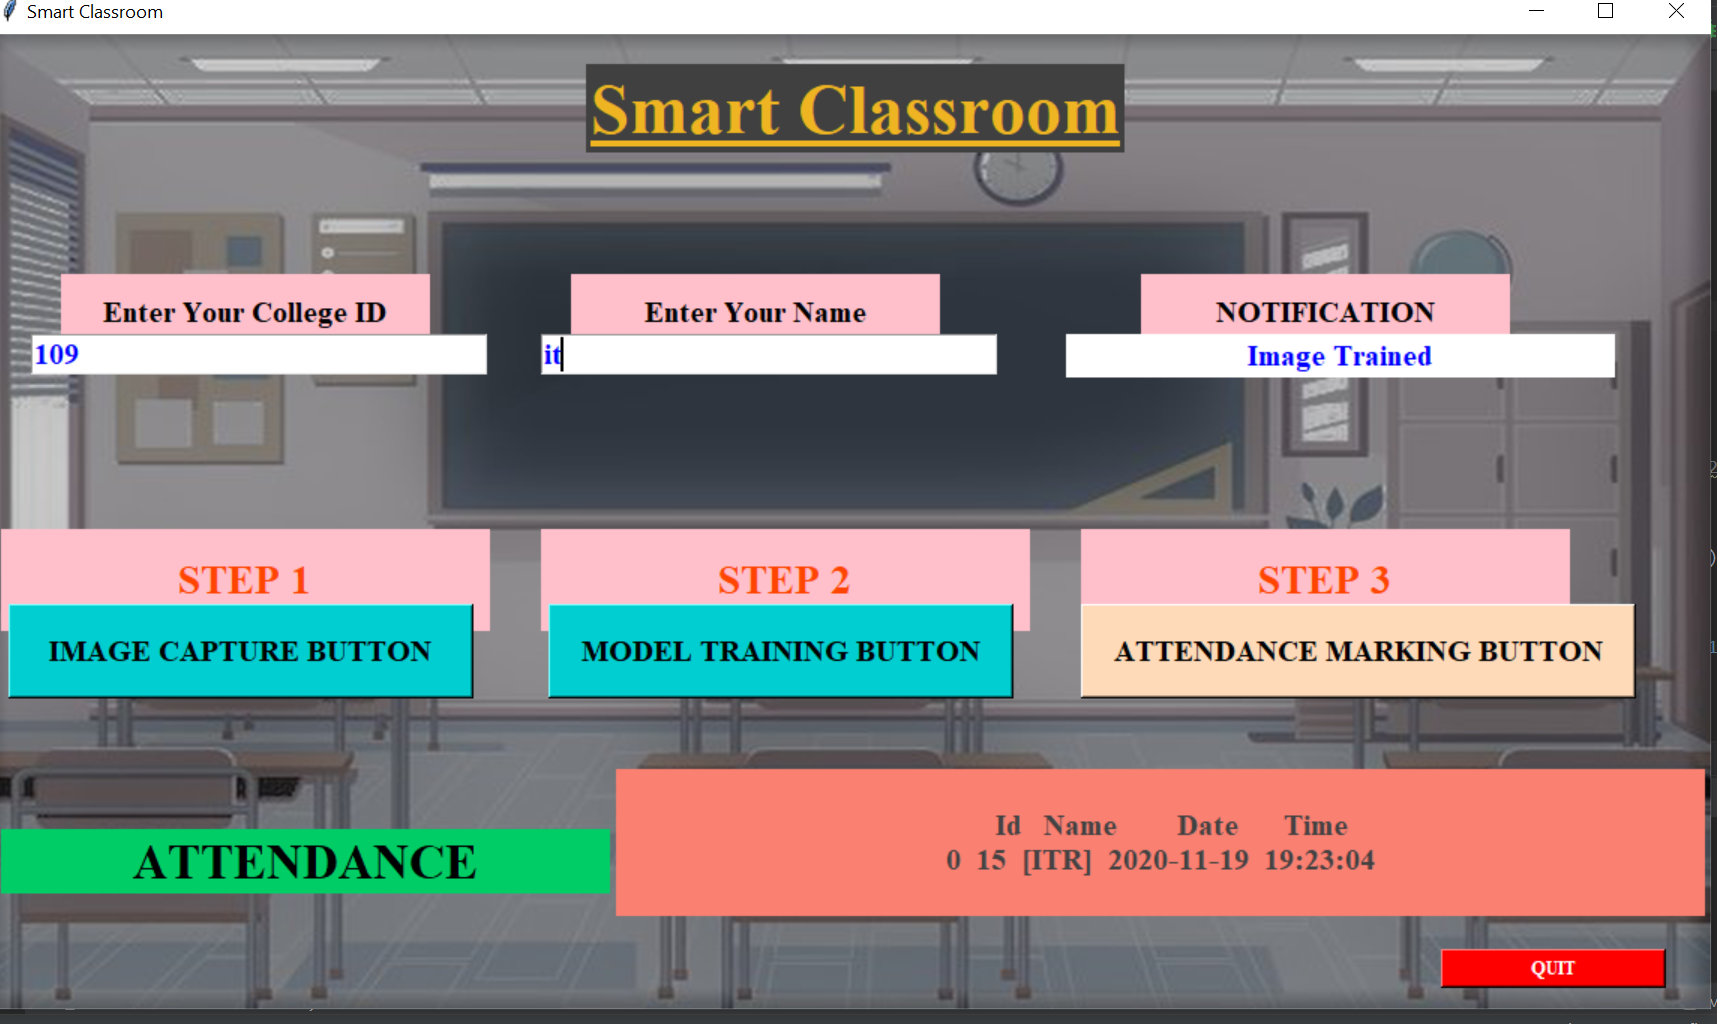 Smart Classroom
Smart Classroom
Enter Your College ID
Enter Your Name
NOTIFICATION
109
it
Image Trained
STEP 1
STEP 2
STEP 3
IMAGE CAPTURE BUTTON
MODEL TRAINING BUTTON
ATTENDANCE MARKING BUTTON
ATTENDANCE
Id Name Date Time
0 15 [ITR] 2020-11-19 19:23:04
QUIT